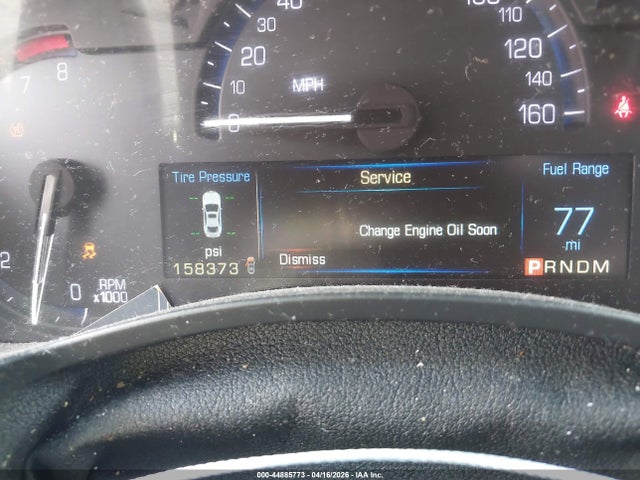 40
30
20
10
0
MPH
160
110
120
140
160
7 8
2
0
RPM
x1000
Tire Pressure
psi
158373
Service
Change Engine Oil Soon
Dismiss
Fuel Range
77
mi
PRNDM
000-44885773 - 04/16/2026 - IAA, Inc.